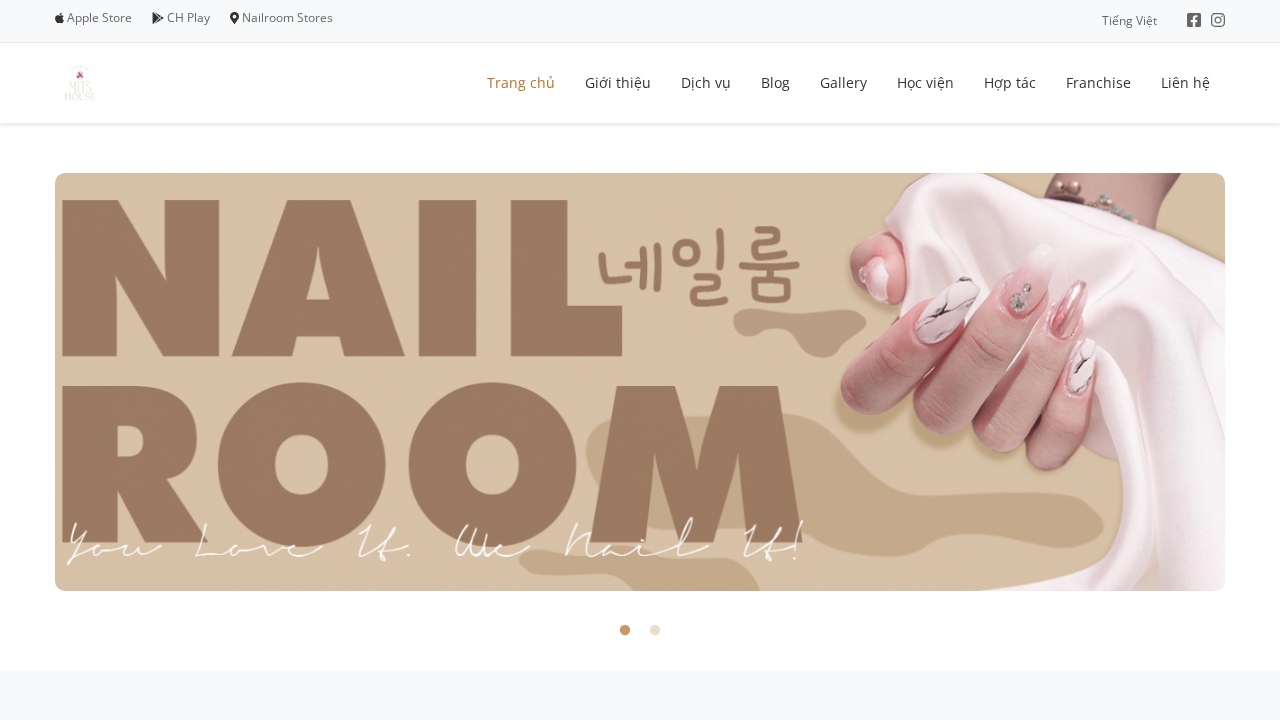 Apple Store CH Play Nailroom Stores Tiếng Việt
MIT'S HOUSE
Trang chủ Giới thiệu Dịch vụ Blog Gallery Học viện Hợp tác Franchise Liên hệ
NAIL 네일룸
ROOM
You Love It. We Nail It!